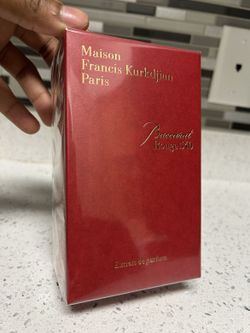 Maison
Francis Kurkdjian
Paris
Baccarat
Rouge 540
Extrait de parfum